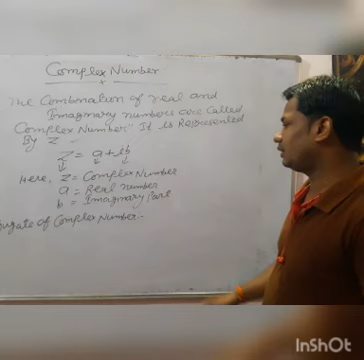 Complex Number
The Combination of real and
Imaginary numbers are Called
Complex Number. It is Represented
By Z
Z = a + ib
Here, Z = Complex Number
a = Real number
b = Imaginary Part
jugate of Complex Number:-
InShOt